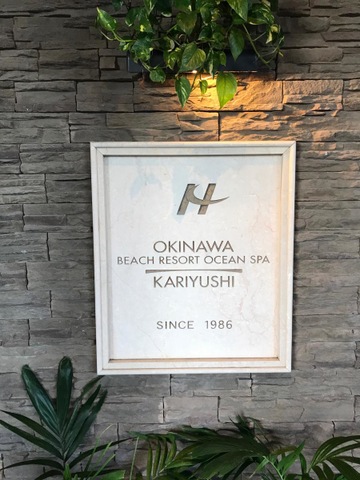 H
OKINAWA
BEACH RESORT OCEAN SPA
KARIYUSHI
SINCE 1986